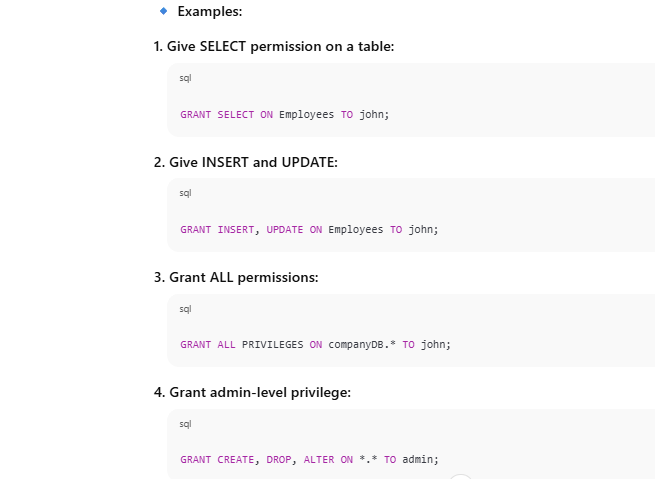 Examples:
1. Give SELECT permission on a table:
sql
GRANT SELECT ON Employees TO john;
2. Give INSERT and UPDATE:
sql
GRANT INSERT, UPDATE ON Employees TO john;
3. Grant ALL permissions:
sql
GRANT ALL PRIVILEGES ON companyDB.* TO john;
4. Grant admin-level privilege:
sql
GRANT CREATE, DROP, ALTER ON *.* TO admin;